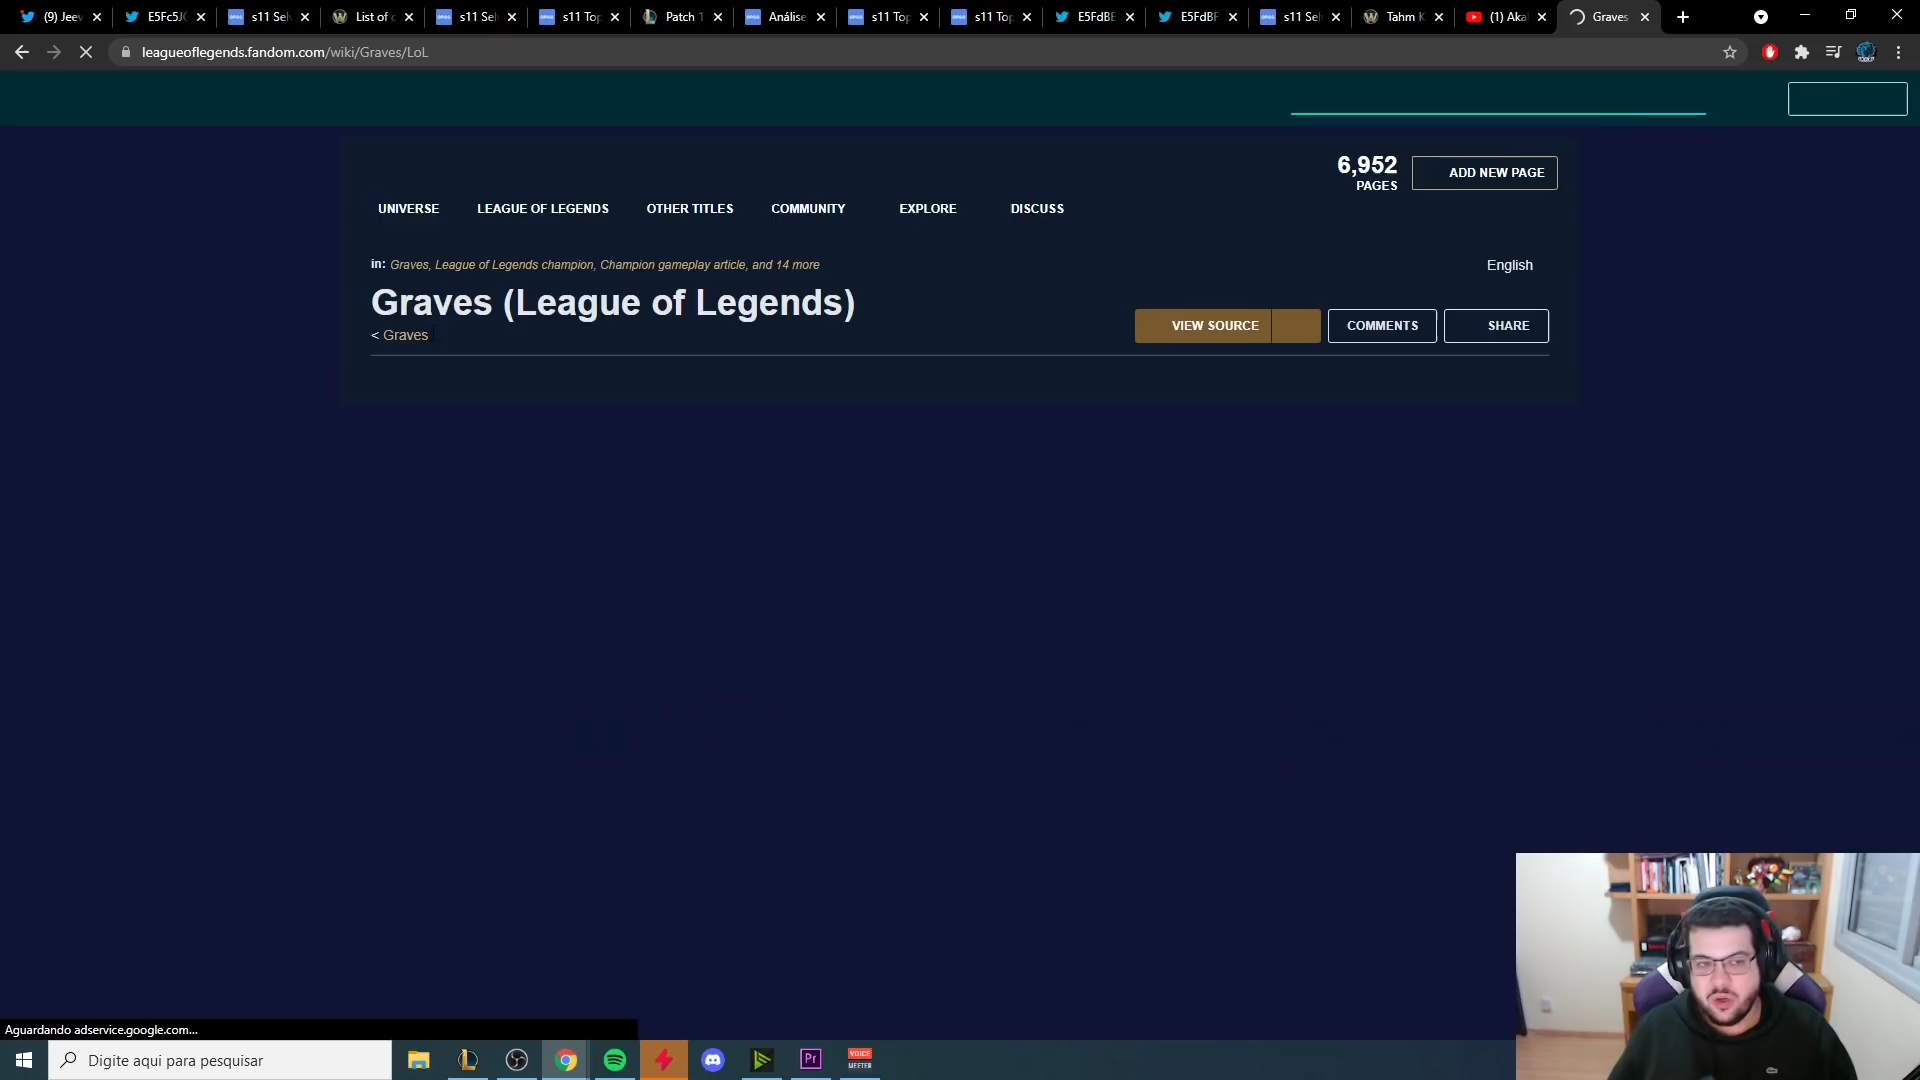 (9) Jeev
E5Fc5JC
s11 Sel
List of c
s11 Sel
s11 Top
Patch 1
Análise
s11 Top
s11 Top
E5FdBE
E5FdBF
s11 Sel
Tahm K
(1) Aka
Graves
leagueoflegends.fandom.com/wiki/Graves/LoL
6,952
PAGES
ADD NEW PAGE
UNIVERSE
LEAGUE OF LEGENDS
OTHER TITLES
COMMUNITY
EXPLORE
DISCUSS
in: Graves, League of Legends champion, Champion gameplay article, and 14 more
English
Graves (League of Legends)
< Graves
VIEW SOURCE
COMMENTS
SHARE
Aguardando adservice.google.com...
Digite aqui para pesquisar
Pr
VOICE
MEETER